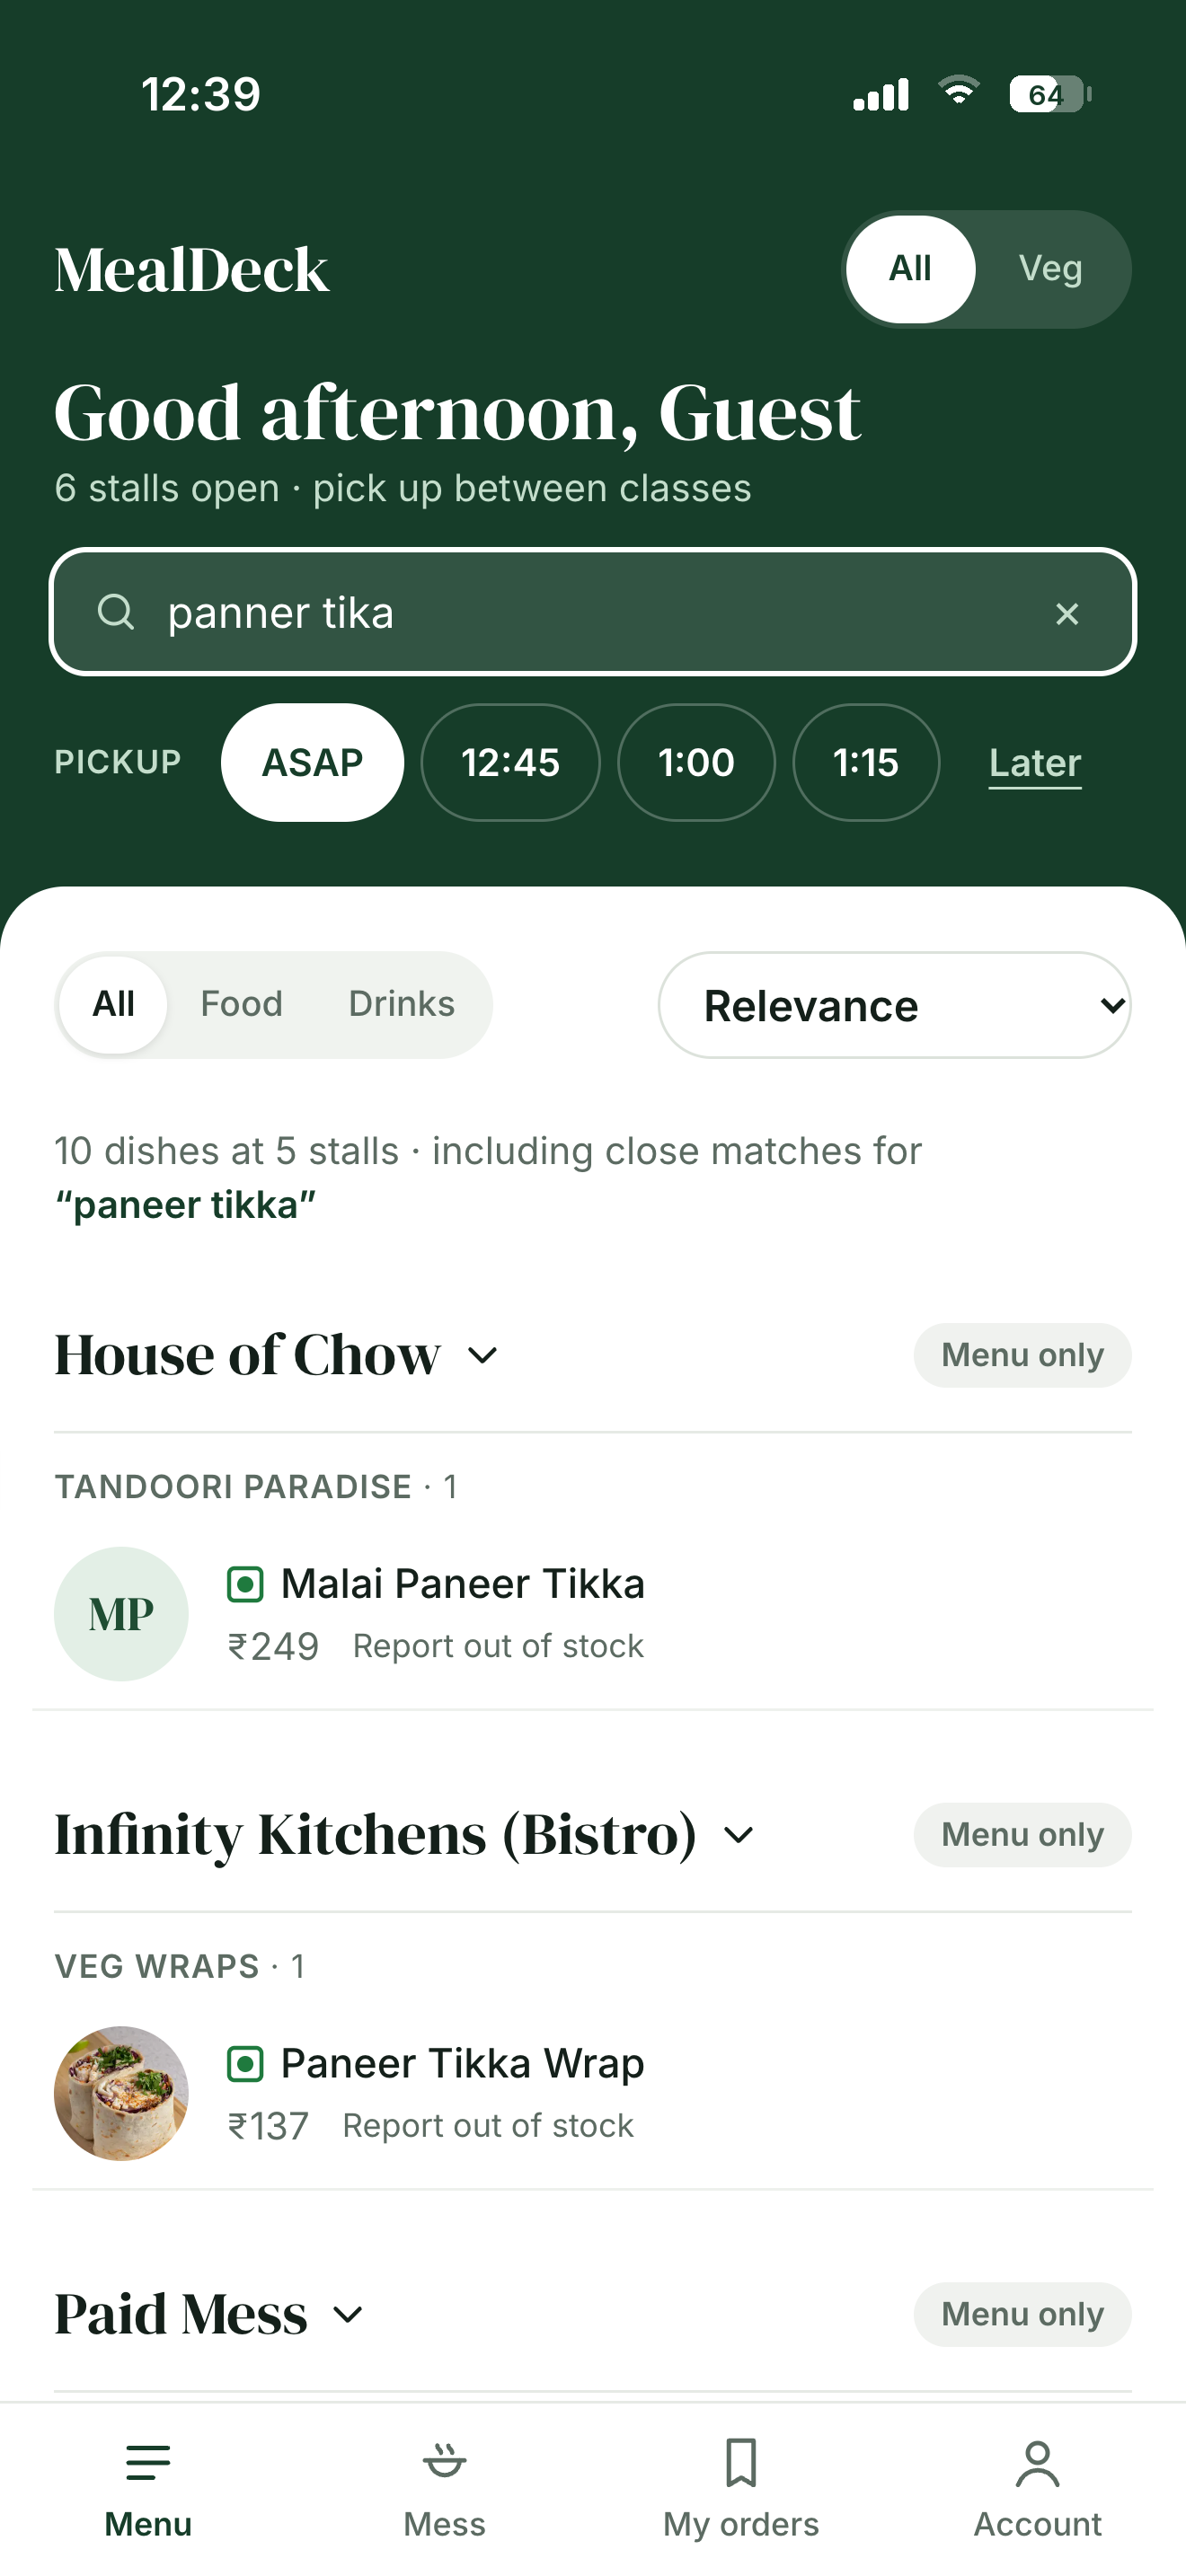 12:39
64
MealDeck
All Veg
Good afternoon, Guest
6 stalls open · pick up between classes
panner tika
PICKUP ASAP 12:45 1:00 1:15 Later
All Food Drinks Relevance
10 dishes at 5 stalls · including close matches for
“paneer tikka”
House of Chow Menu only
TANDOORI PARADISE · 1
MP
Malai Paneer Tikka
₹249 Report out of stock
Infinity Kitchens (Bistro) Menu only
VEG WRAPS · 1
Paneer Tikka Wrap
₹137 Report out of stock
Paid Mess Menu only
Menu Mess My orders Account